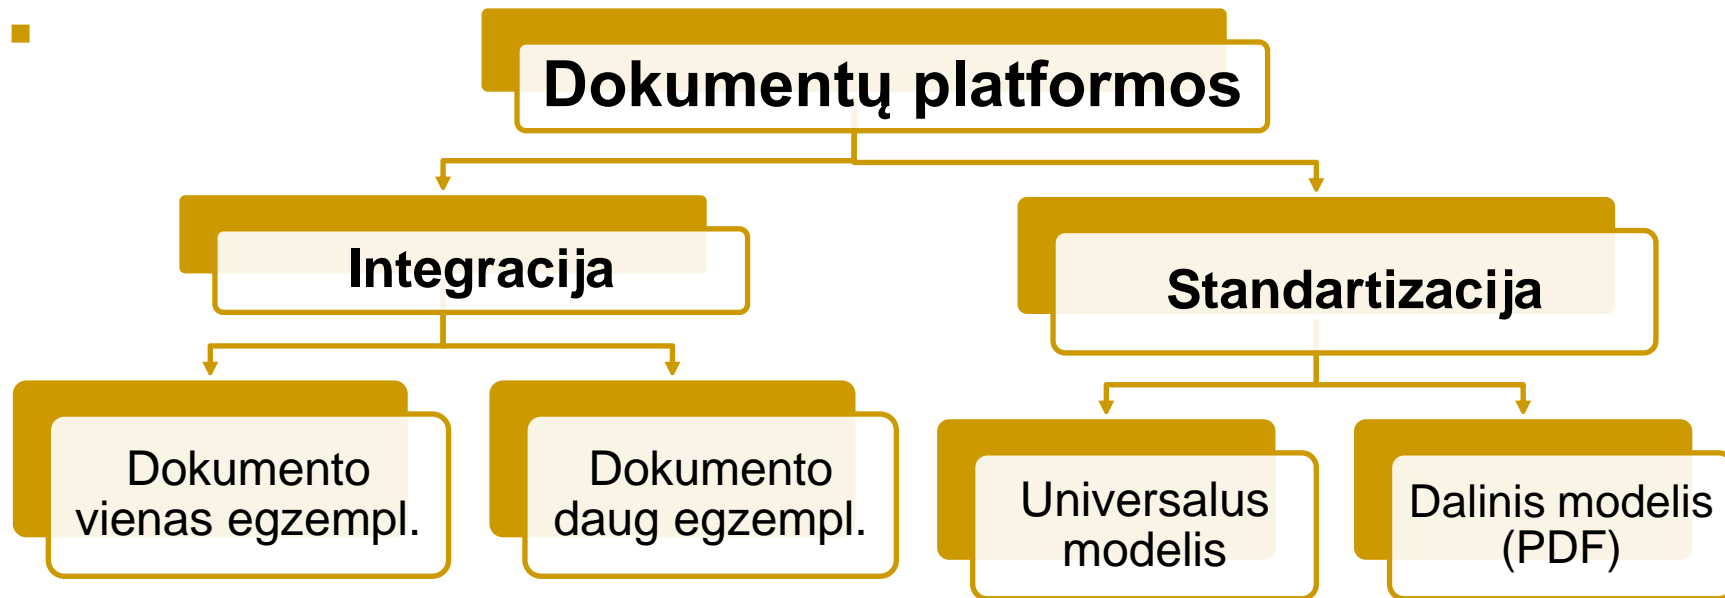 Dokumentų platformos
Integracija
Standartizacija
Dokumento
vienas egzempl.
Dokumento
daug egzempl.
Universalus
modelis
Dalinis modelis
(PDF)